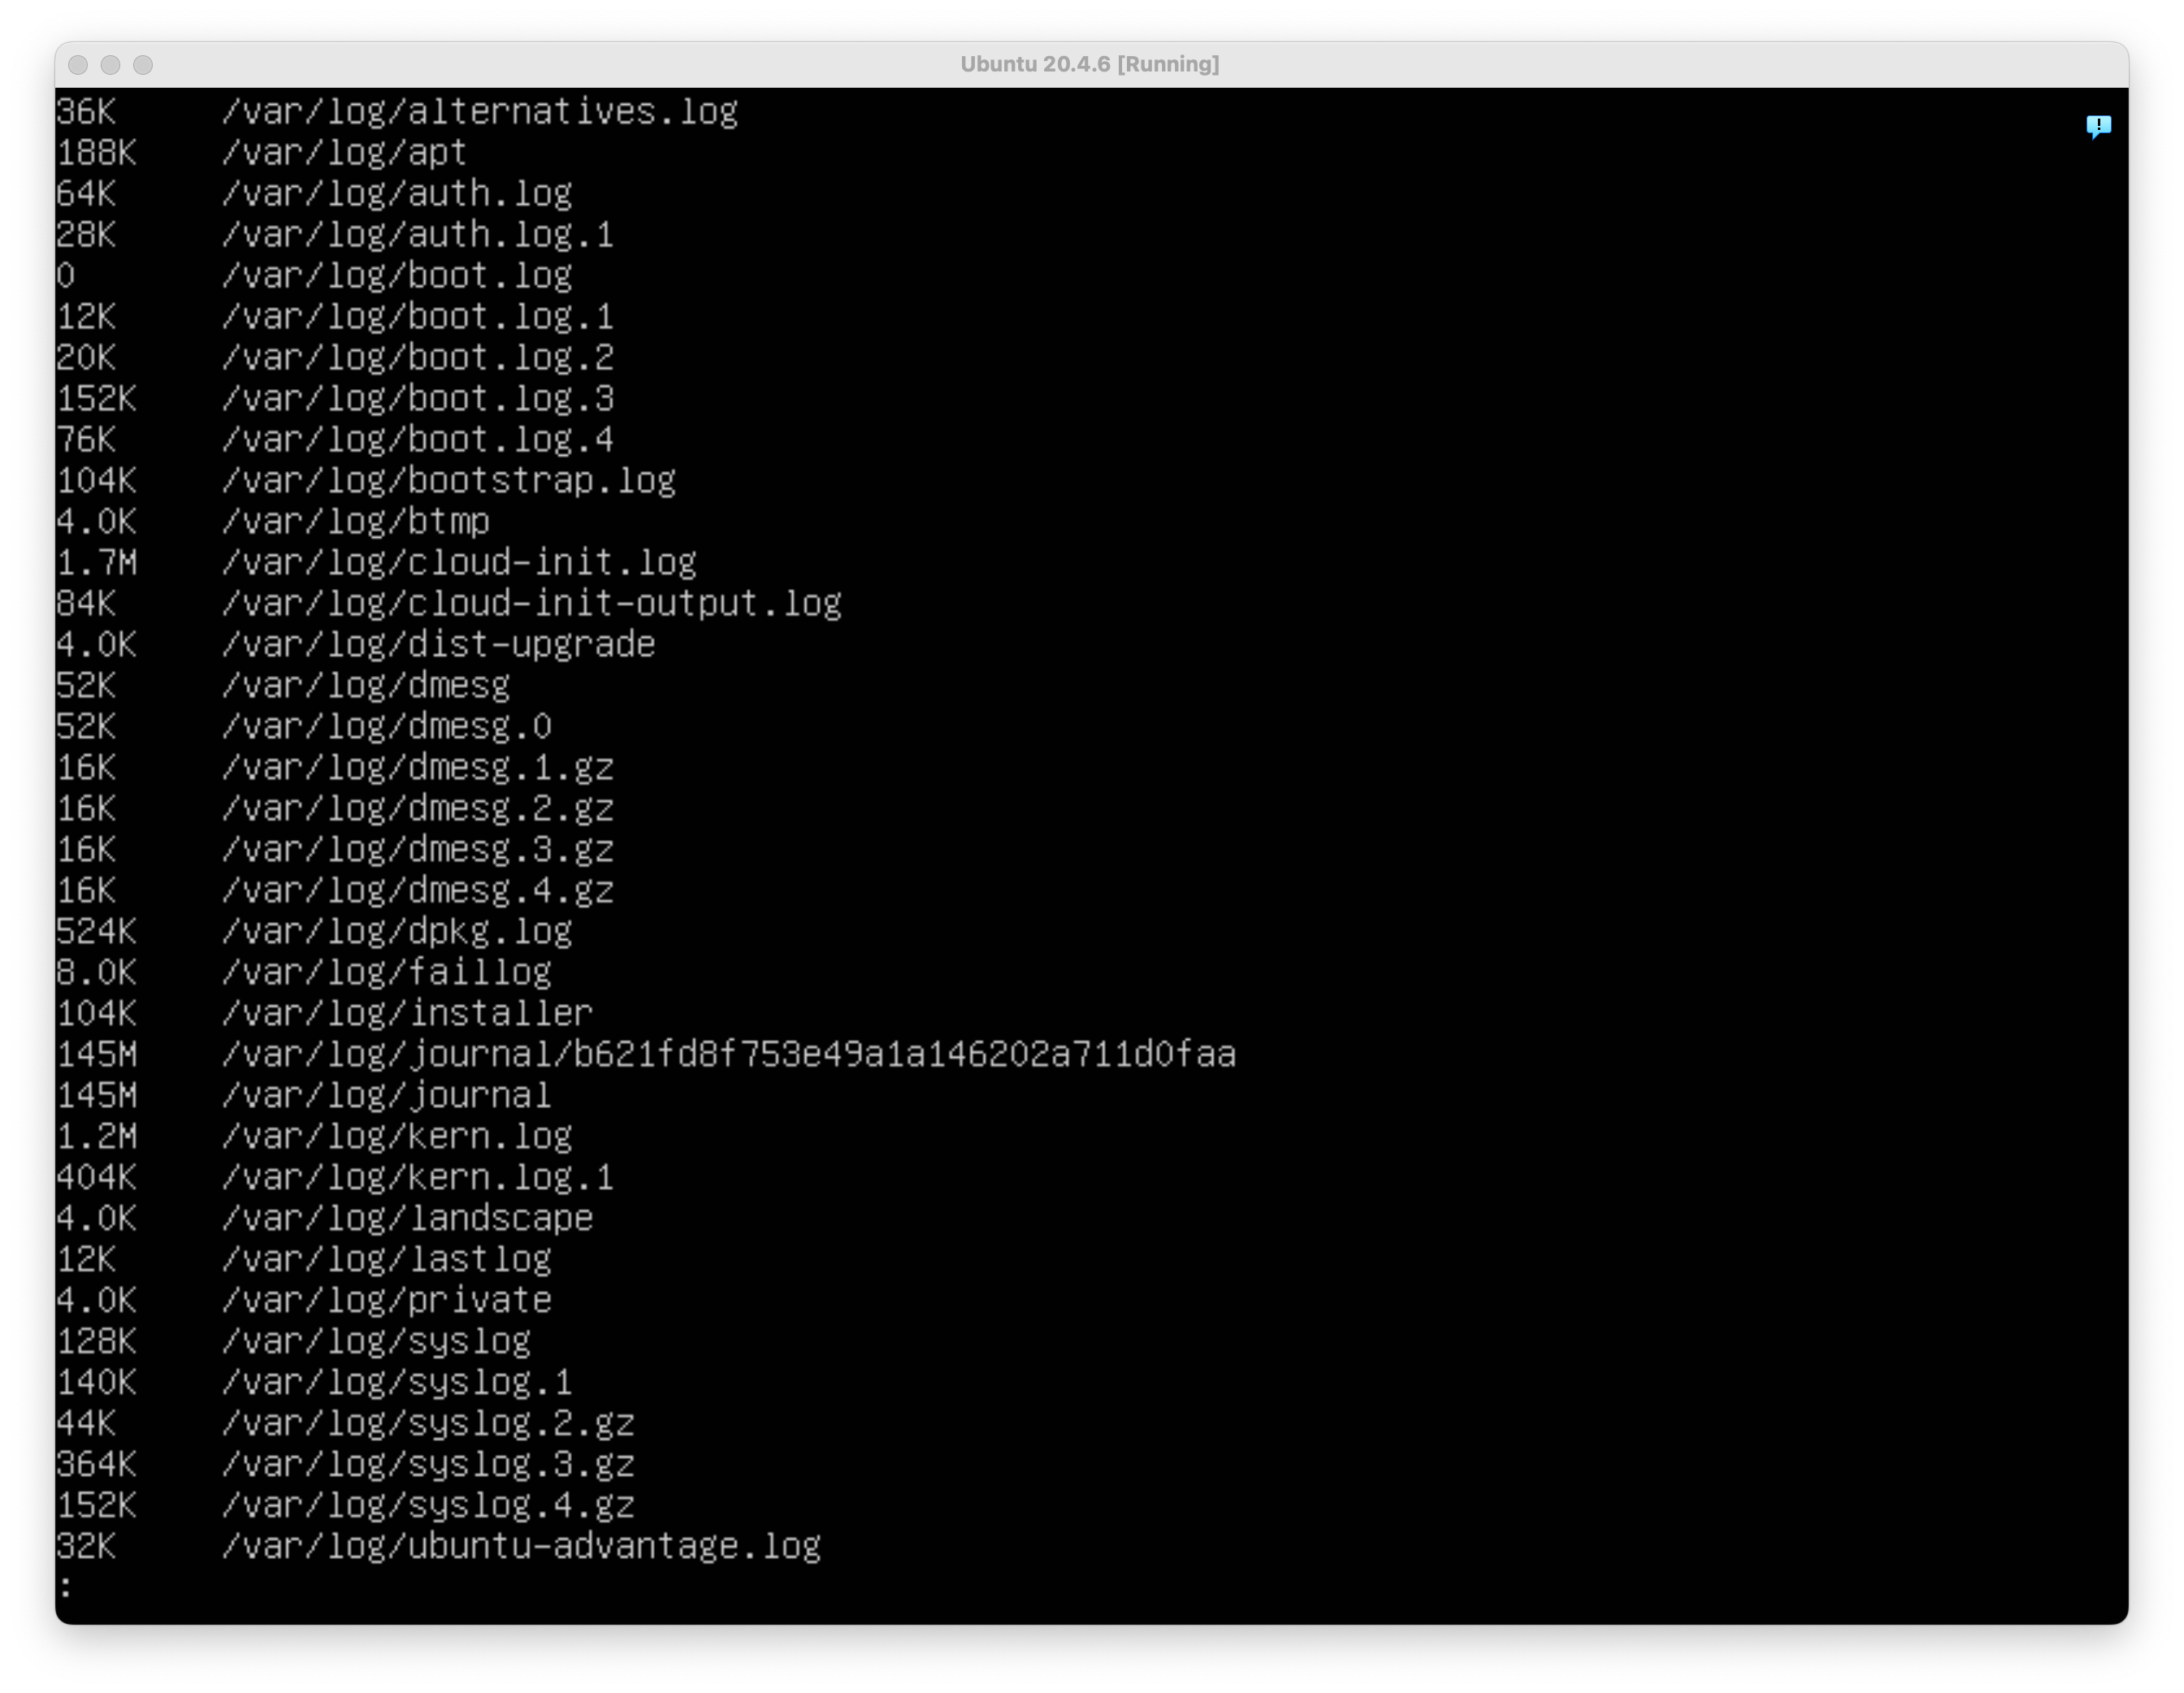 Ubuntu 20.4.6 [Running]
36K /var/log/alternatives.log
188K /var/log/apt
64K /var/log/auth.log
28K /var/log/auth.log.1
0 /var/log/boot.log
12K /var/log/boot.log.1
20K /var/log/boot.log.2
152K /var/log/boot.log.3
76K /var/log/boot.log.4
104K /var/log/bootstrap.log
4.0K /var/log/btmp
1.7M /var/log/cloud-init.log
84K /var/log/cloud-init-output.log
4.0K /var/log/dist-upgrade
52K /var/log/dmesg
52K /var/log/dmesg.0
16K /var/log/dmesg.1.gz
16K /var/log/dmesg.2.gz
16K /var/log/dmesg.3.gz
16K /var/log/dmesg.4.gz
524K /var/log/dpkg.log
8.0K /var/log/faillog
104K /var/log/installer
145M /var/log/journal/b621fd8f753e49a1a146202a711d0faa
145M /var/log/journal
1.2M /var/log/kern.log
404K /var/log/kern.log.1
4.0K /var/log/landscape
12K /var/log/lastlog
4.0K /var/log/private
128K /var/log/syslog
140K /var/log/syslog.1
44K /var/log/syslog.2.gz
364K /var/log/syslog.3.gz
152K /var/log/syslog.4.gz
32K /var/log/ubuntu-advantage.log
: